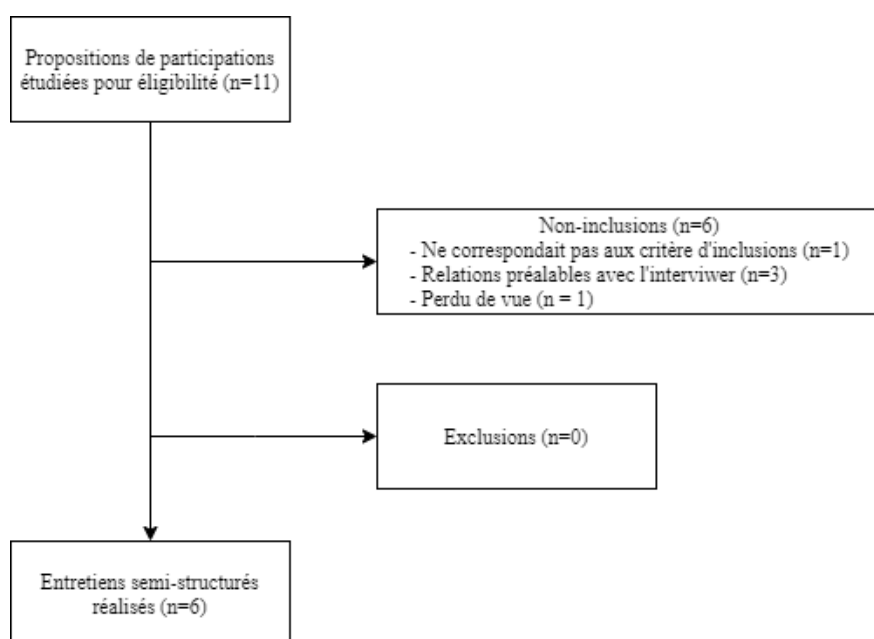 Propositions de participations
étudiées pour éligibilité (n=11)
Non-inclusions (n=6)
- Ne correspondait pas aux critère d'inclusions (n=1)
- Relations préalables avec l'interviwer (n=3)
- Perdu de vue (n = 1)
Exclusions (n=0)
Entretiens semi-structurés
réalisés (n=6)